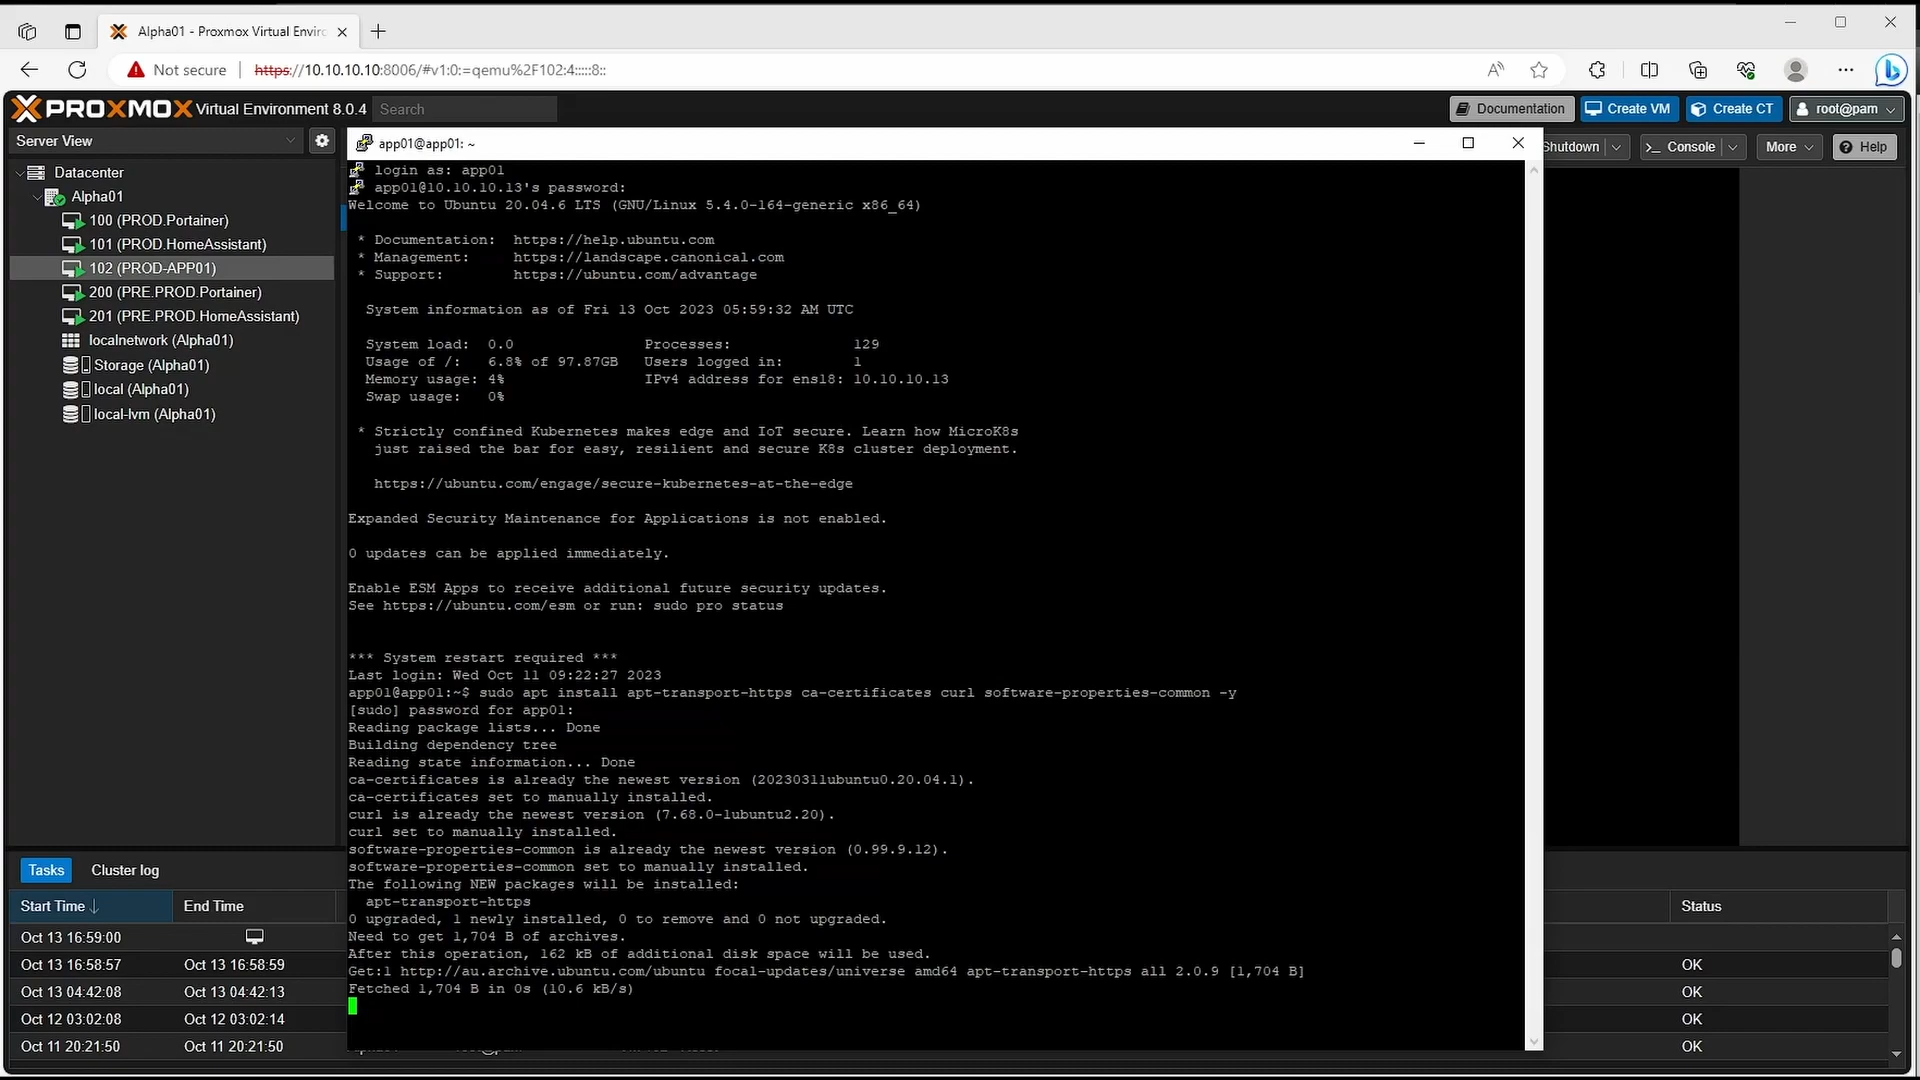 Alpha01 - Proxmox Virtual Enviro
Not secure https://10.10.10.10:8006/#v1:0:=qemu%2F102:4:::::8::
PROXMOX Virtual Environment 8.0.4 Search Documentation Create VM Create CT root@pam
Server View
app01@app01: ~
Shutdown >_ Console More Help
Datacenter
Alpha01
100 (PROD.Portainer)
101 (PROD.HomeAssistant)
102 (PROD-APP01)
200 (PRE.PROD.Portainer)
201 (PRE.PROD.HomeAssistant)
localnetwork (Alpha01)
Storage (Alpha01)
local (Alpha01)
local-lvm (Alpha01)
login as: app01
app01@10.10.10.13's password:
Welcome to Ubuntu 20.04.6 LTS (GNU/Linux 5.4.0-164-generic x86_64)
* Documentation: https://help.ubuntu.com
* Management: https://landscape.canonical.com
* Support: https://ubuntu.com/advantage
System information as of Fri 13 Oct 2023 05:59:32 AM UTC
System load: 0.0 Processes: 129
Usage of /: 6.8% of 97.87GB Users logged in: 1
Memory usage: 4% IPv4 address for ens18: 10.10.10.13
Swap usage: 0%
* Strictly confined Kubernetes makes edge and IoT secure. Learn how MicroK8s
just raised the bar for easy, resilient and secure K8s cluster deployment.
https://ubuntu.com/engage/secure-kubernetes-at-the-edge
Expanded Security Maintenance for Applications is not enabled.
0 updates can be applied immediately.
Enable ESM Apps to receive additional future security updates.
See https://ubuntu.com/esm or run: sudo pro status
*** System restart required ***
Last login: Wed Oct 11 09:22:27 2023
app01@app01:~$ sudo apt install apt-transport-https ca-certificates curl software-properties-common -y
[sudo] password for app01:
Reading package lists... Done
Building dependency tree
Reading state information... Done
ca-certificates is already the newest version (20230311ubuntu0.20.04.1).
ca-certificates set to manually installed.
curl is already the newest version (7.68.0-1ubuntu2.20).
curl set to manually installed.
software-properties-common is already the newest version (0.99.9.12).
software-properties-common set to manually installed.
The following NEW packages will be installed:
apt-transport-https
0 upgraded, 1 newly installed, 0 to remove and 0 not upgraded.
Need to get 1,704 B of archives.
After this operation, 162 kB of additional disk space will be used.
Get:1 http://au.archive.ubuntu.com/ubuntu focal-updates/universe amd64 apt-transport-https all 2.0.9 [1,704 B]
Fetched 1,704 B in 0s (10.6 kB/s)
Tasks Cluster log
Start Time End Time Status
Oct 13 16:59:00
Oct 13 16:58:57 Oct 13 16:58:59 OK
Oct 13 04:42:08 Oct 13 04:42:13 OK
Oct 12 03:02:08 Oct 12 03:02:14 OK
Oct 11 20:21:50 Oct 11 20:21:50 OK